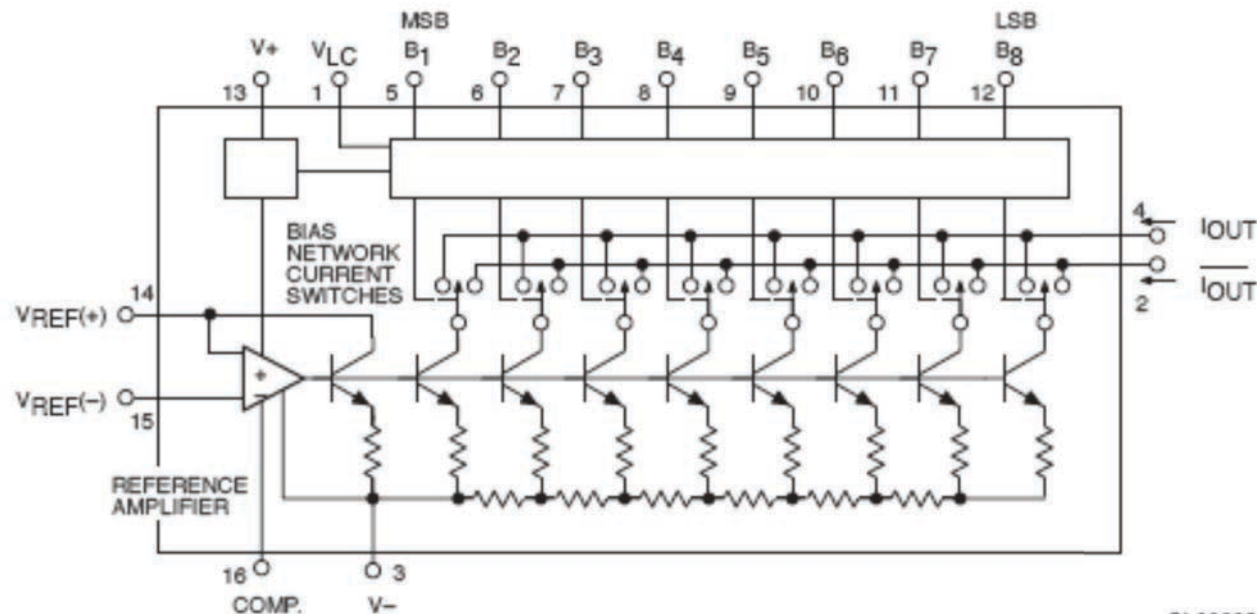 MSB LSB
V+ VLC B1 B2 B3 B4 B5 B6 B7 B8
13 1 5 6 7 8 9 10 11 12
4
IOUT
BIAS
NETWORK
CURRENT
SWITCHES
IOUT
2
14
VREF(+)
+
−
VREF(−)
15
REFERENCE
AMPLIFIER
16 3
COMP. V−